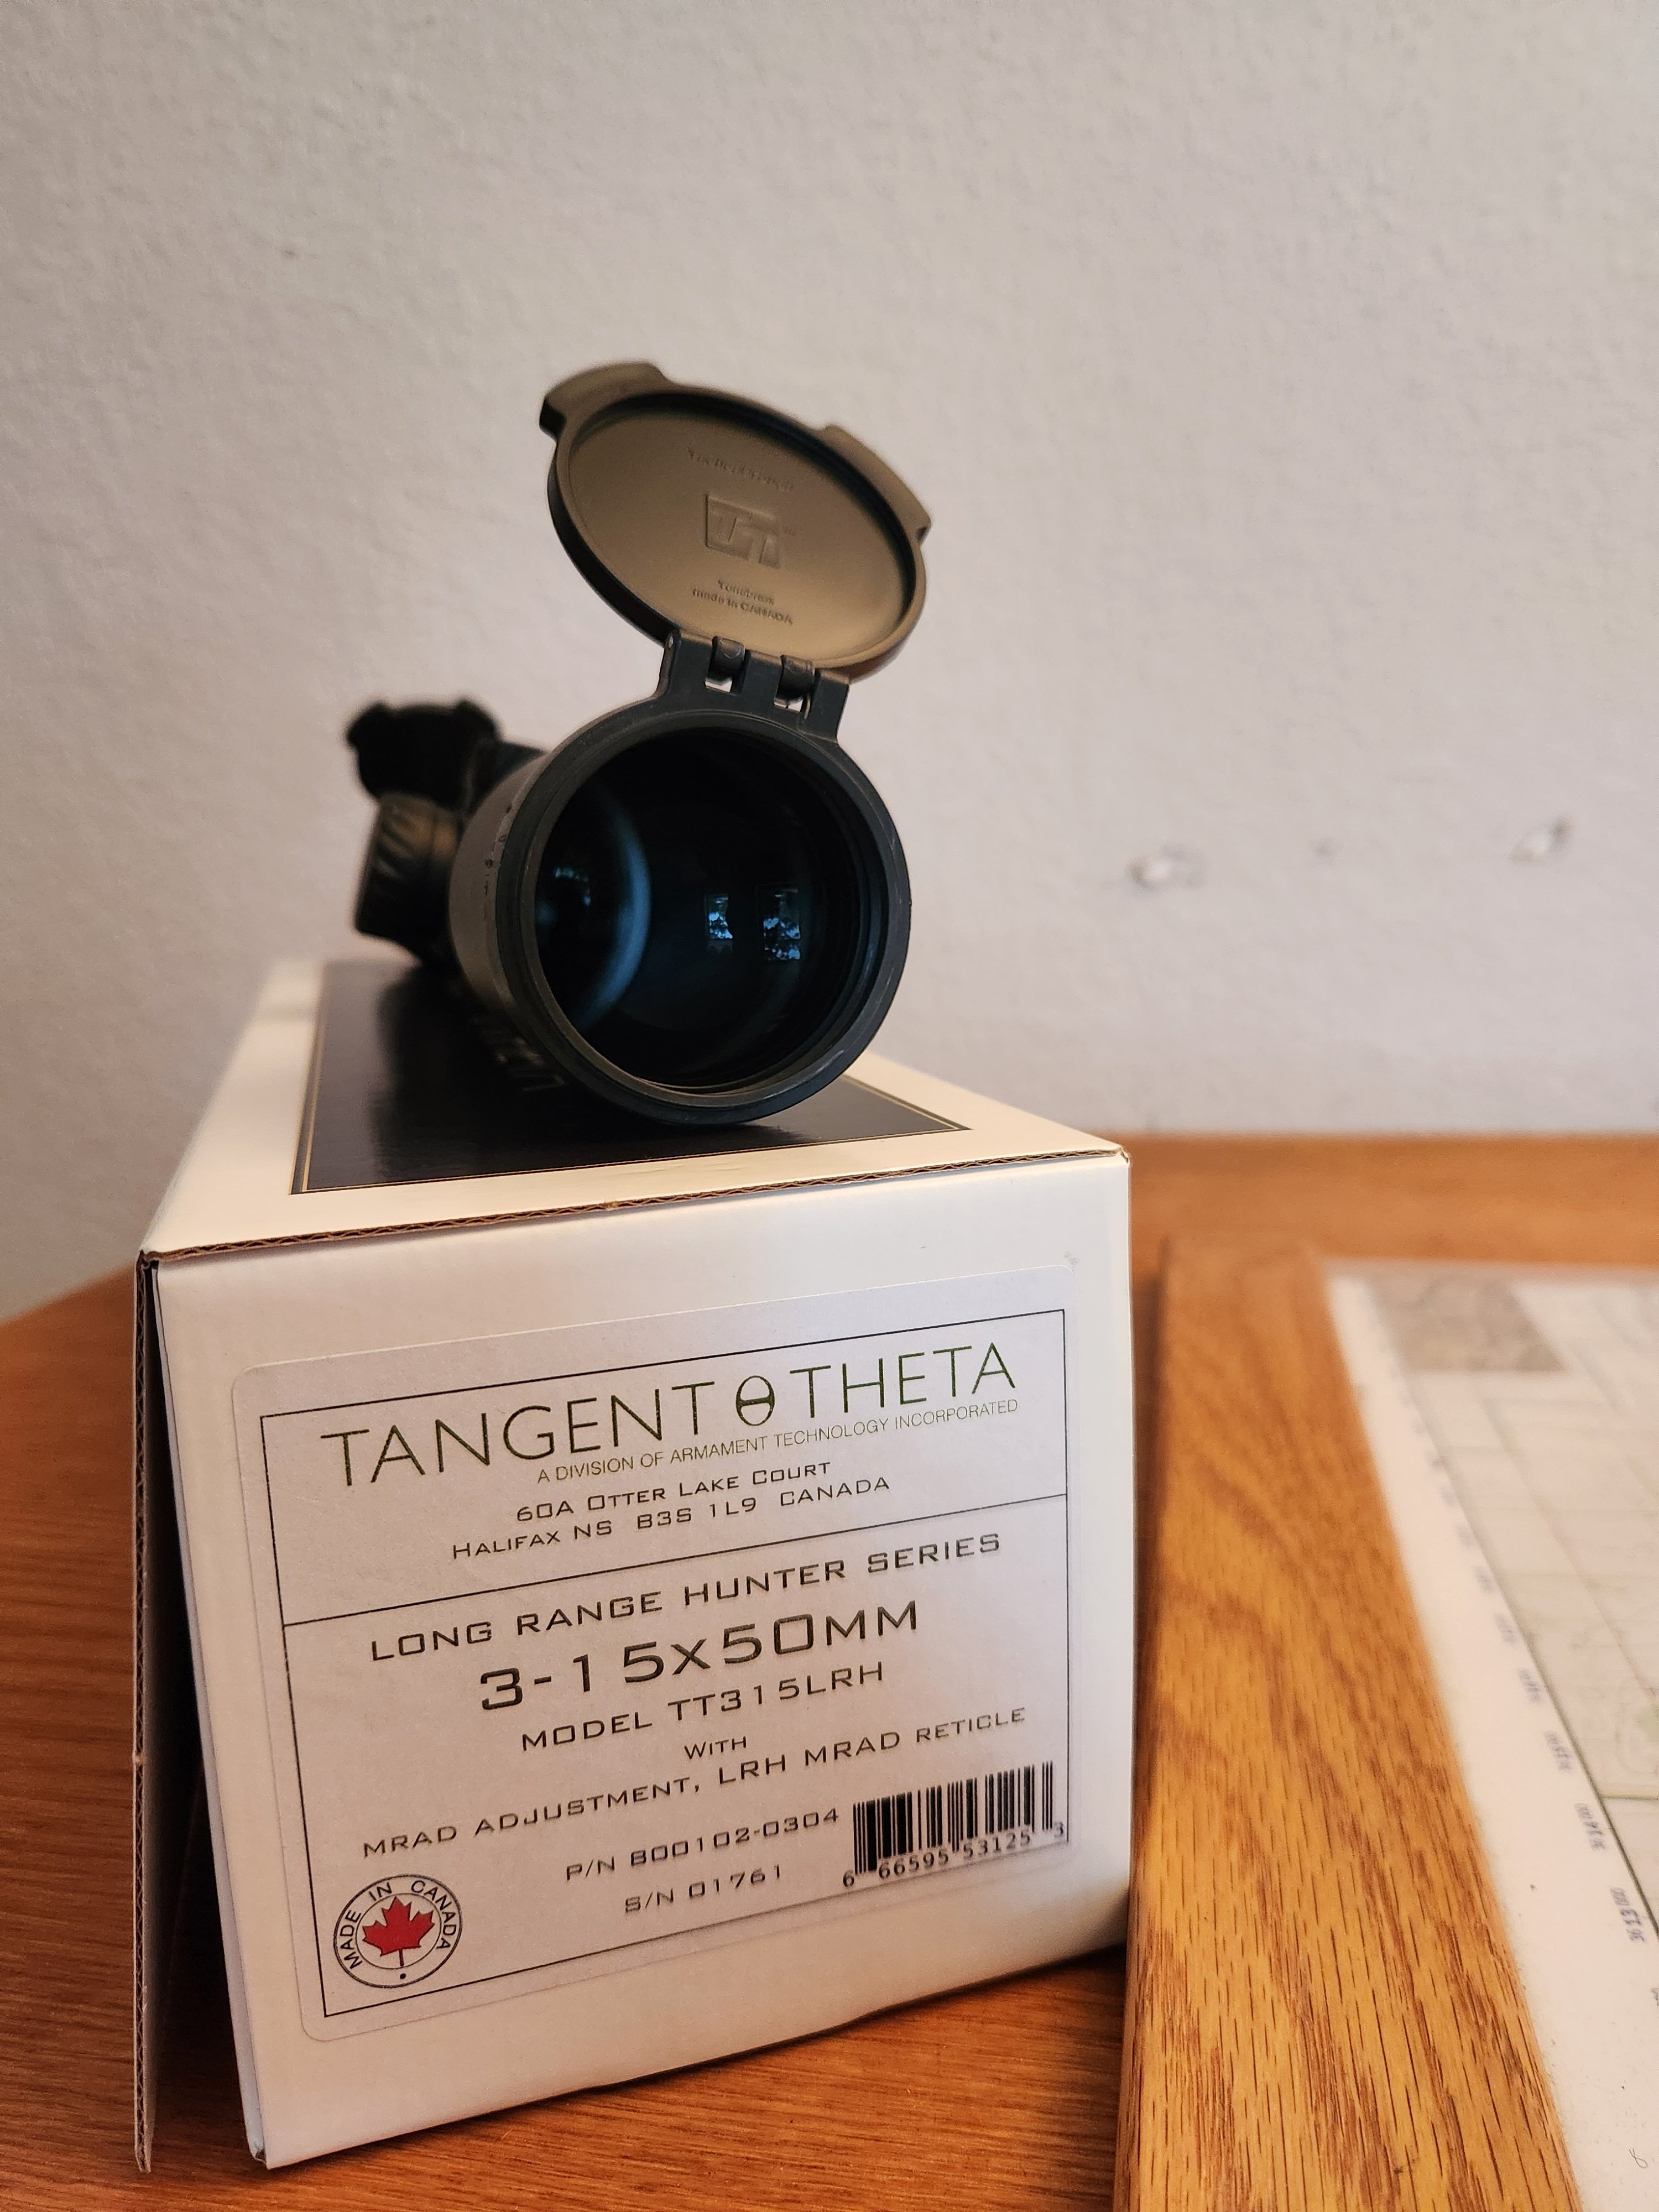 TT
made in CANADA
TANGENT θ THETA
A DIVISION OF ARMAMENT TECHNOLOGY INCORPORATED
60A OTTER LAKE COURT
HALIFAX NS B3S 1L9 CANADA
LONG RANGE HUNTER SERIES
3-15x50MM
MODEL TT315LRH
WITH
MRAD ADJUSTMENT, LRH MRAD RETICLE
P/N 800102-0304
S/N 01761
6 66595 53125 3
MADE IN CANADA